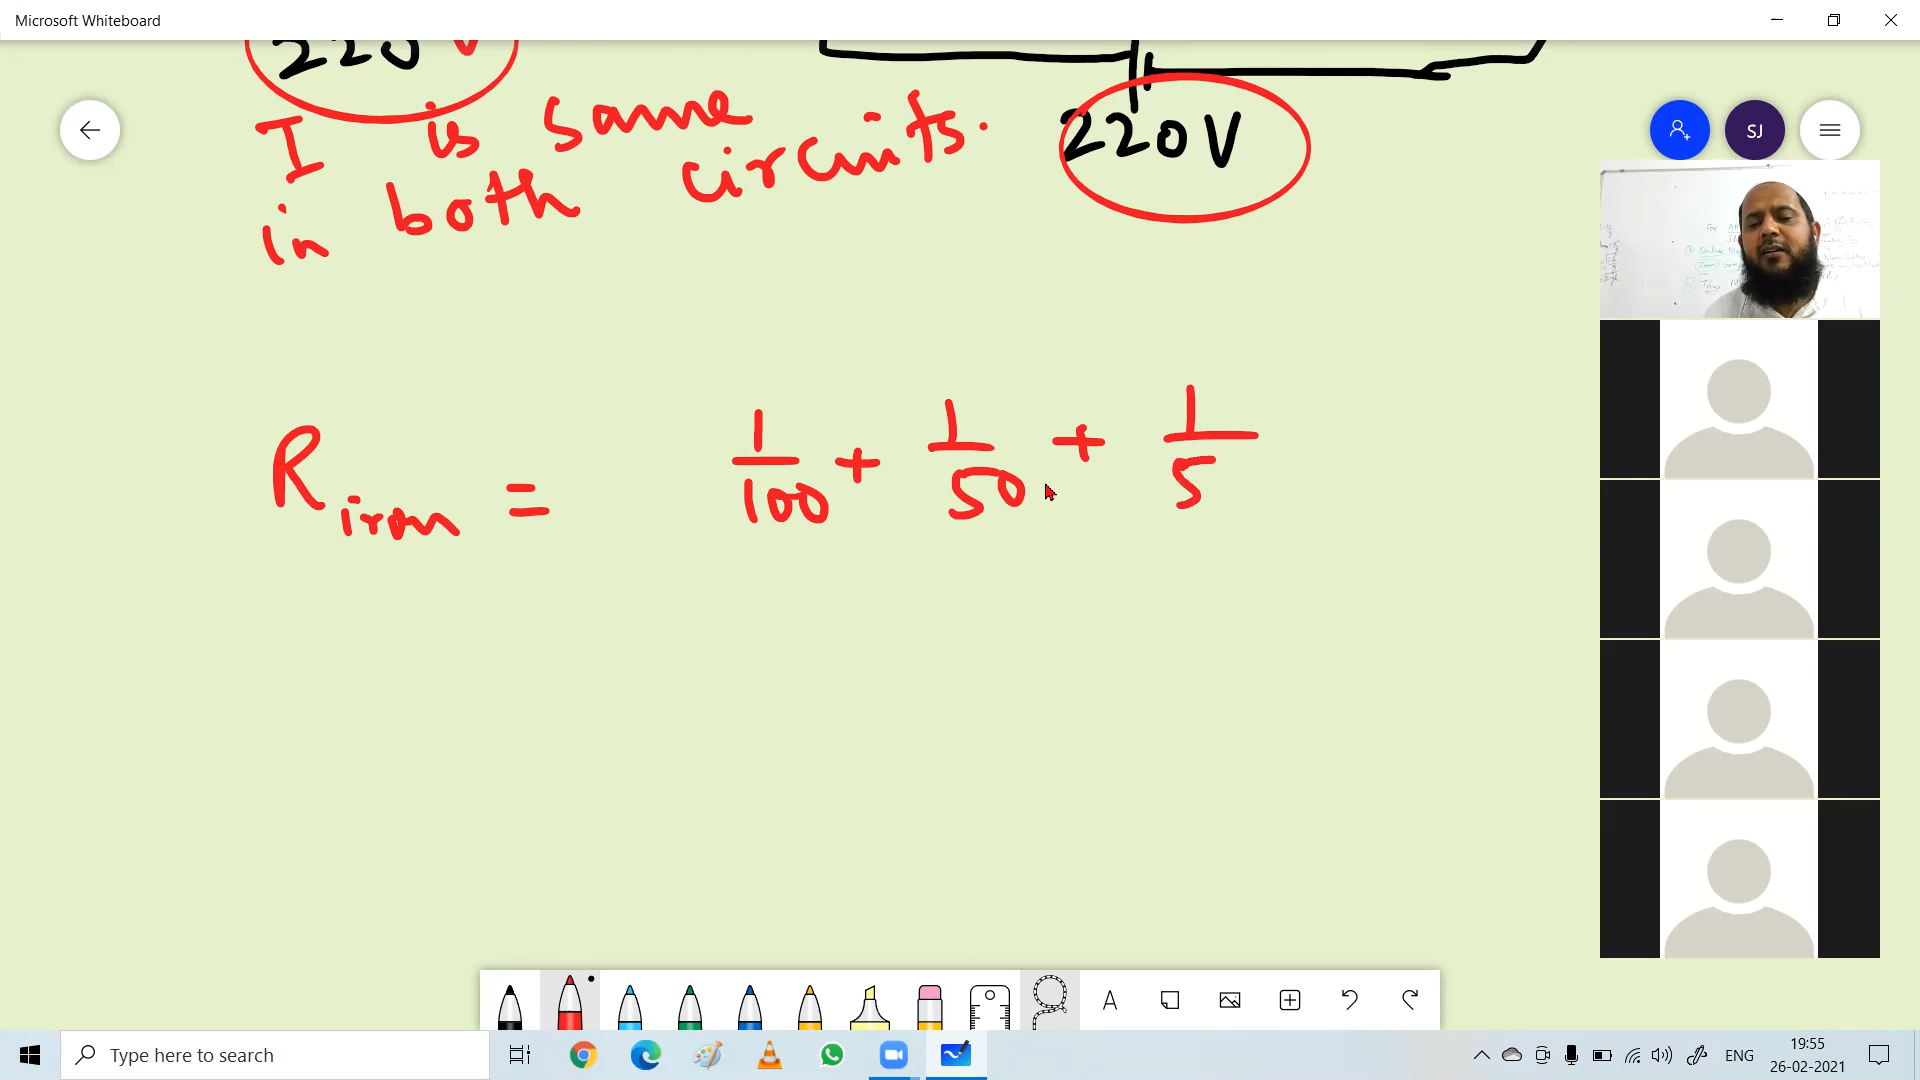 Microsoft Whiteboard
220 V
I is same
in both circuits.
220V
SJ
R iron = 1/100 + 1/50 + 1/5
Type here to search
ENG
19:55
26-02-2021